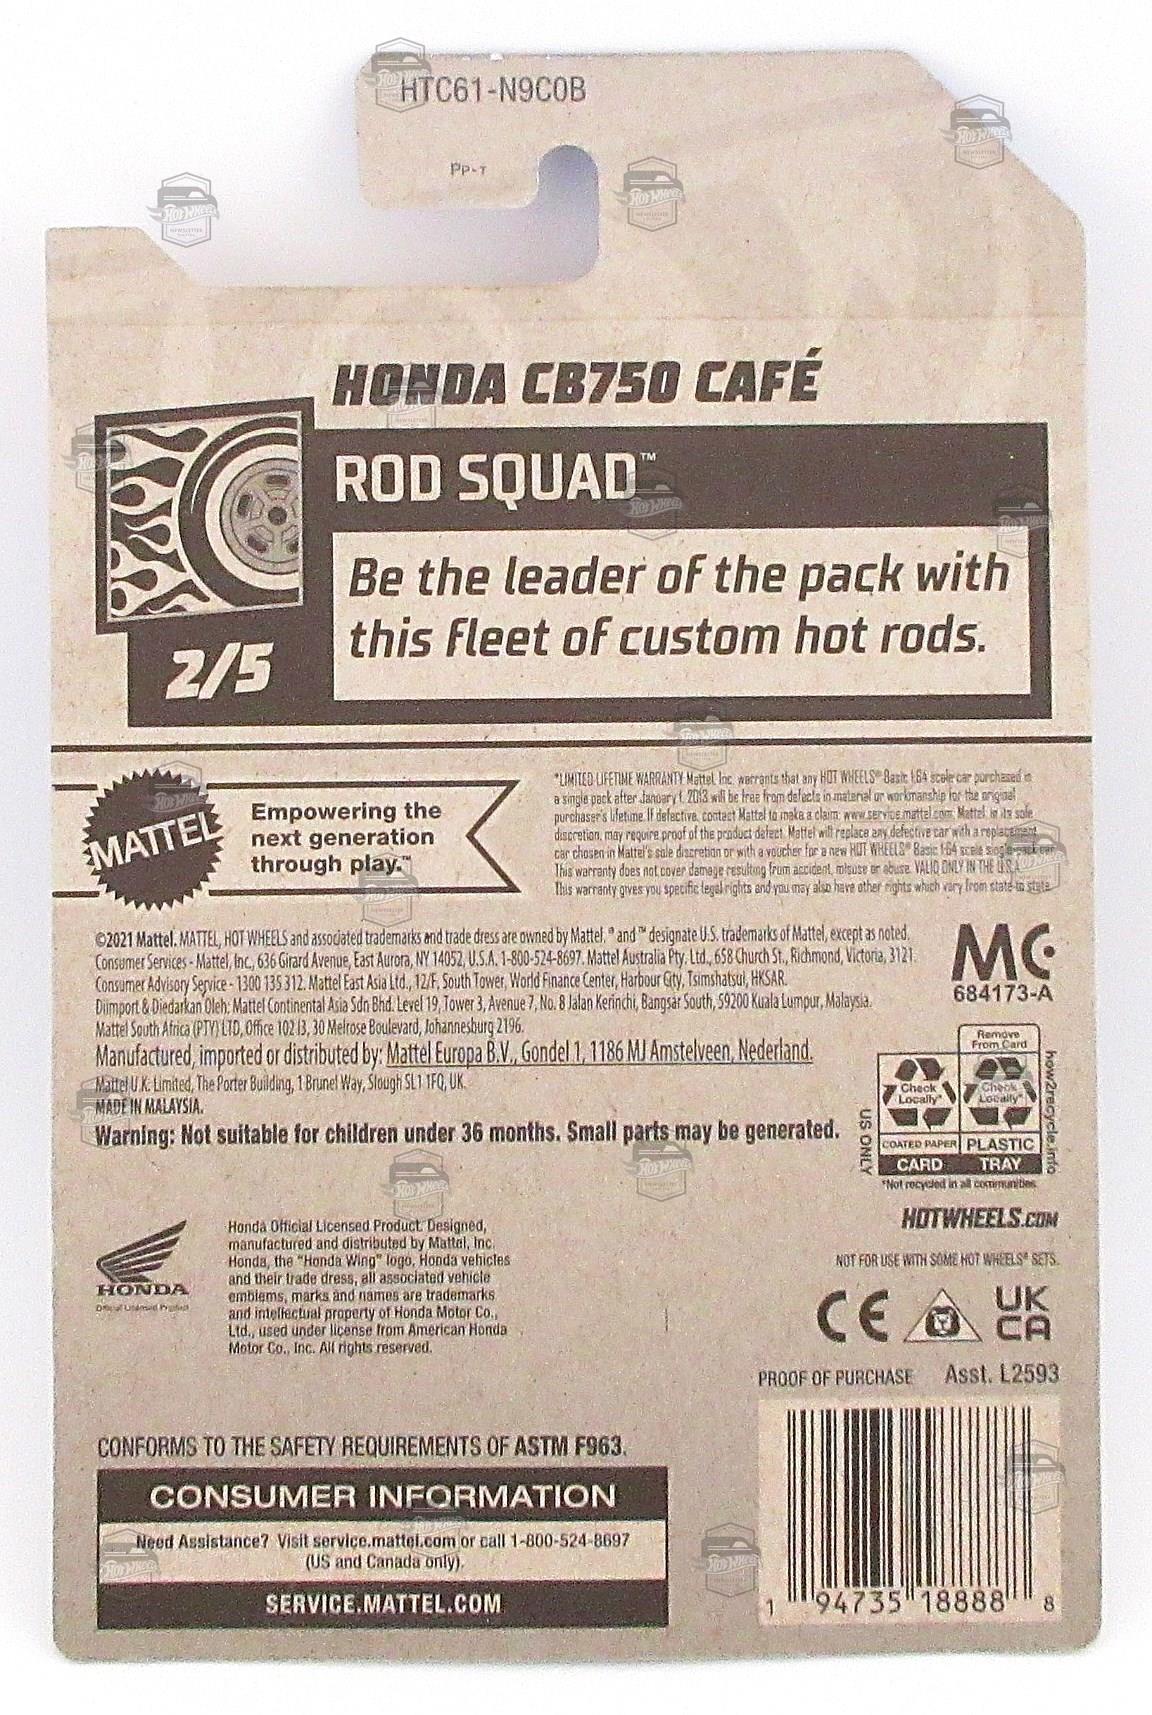 HTC61-N9C0B
PP-T
HONDA CB750 CAFÉ
ROD SQUAD™
Be the leader of the pack with
this fleet of custom hot rods.
2/5
MATTEL
Empowering the
next generation
through play.™
*LIMITED LIFETIME WARRANTY Mattel, Inc. warrants that any HOT WHEELS® Basic 1:64 scale car purchased in
a single pack after January 1, 2013 will be free from defects in material or workmanship for the original
purchaser's lifetime. If defective, contact Mattel to make a claim: www.service.mattel.com. Mattel, in its sole
discretion, may require proof of the product defect. Mattel will replace any defective car with a replacement
car chosen in Mattel's sole discretion or with a voucher for a new HOT WHEELS® Basic 1:64 scale single-pack car.
This warranty does not cover damage resulting from accident, misuse or abuse. VALID ONLY IN THE U.S.A.
This warranty gives you specific legal rights and you may also have other rights which vary from state to state.
©2021 Mattel. MATTEL, HOT WHEELS and associated trademarks and trade dress are owned by Mattel. ® and ™ designate U.S. trademarks of Mattel, except as noted.
Consumer Services - Mattel, Inc., 636 Girard Avenue, East Aurora, NY 14052, U.S.A. 1-800-524-8697. Mattel Australia Pty. Ltd., 658 Church St., Richmond, Victoria, 3121.
Consumer Advisory Service - 1300 135 312. Mattel East Asia Ltd., 12/F, South Tower, World Finance Center, Harbour City, Tsimshatsui, HKSAR.
Diimport & Diedarkan Oleh: Mattel Continental Asia Sdn Bhd. Level 19, Tower 3, Avenue 7, No. 8 Jalan Kerinchi, Bangsar South, 59200 Kuala Lumpur, Malaysia.
Mattel South Africa (PTY) LTD, Office 102 I3, 30 Melrose Boulevard, Johannesburg 2196.
Manufactured, imported or distributed by: Mattel Europa B.V., Gondel 1, 1186 MJ Amstelveen, Nederland.
Mattel U.K. Limited, The Porter Building, 1 Brunel Way, Slough SL1 1FQ, UK.
MADE IN MALAYSIA.
Warning: Not suitable for children under 36 months. Small parts may be generated.
MC
684173-A
Remove
From Card
Check
Locally*
Check
Locally*
COATED PAPER
PLASTIC
CARD
TRAY
US ONLY
how2recycle.info
*Not recycled in all communities
HOTWHEELS.COM
NOT FOR USE WITH SOME HOT WHEELS® SETS.
CE
UK
CA
HONDA
Official Licensed Product
Honda Official Licensed Product. Designed,
manufactured and distributed by Mattel, Inc.
Honda, the "Honda Wing" logo, Honda vehicles
and their trade dress, all associated vehicle
emblems, marks and names are trademarks
and intellectual property of Honda Motor Co.,
Ltd., used under license from American Honda
Motor Co., Inc. All rights reserved.
PROOF OF PURCHASE Asst. L2593
1 94735 18888 8
CONFORMS TO THE SAFETY REQUIREMENTS OF ASTM F963.
CONSUMER INFORMATION
Need Assistance? Visit service.mattel.com or call 1-800-524-8697
(US and Canada only).
SERVICE.MATTEL.COM